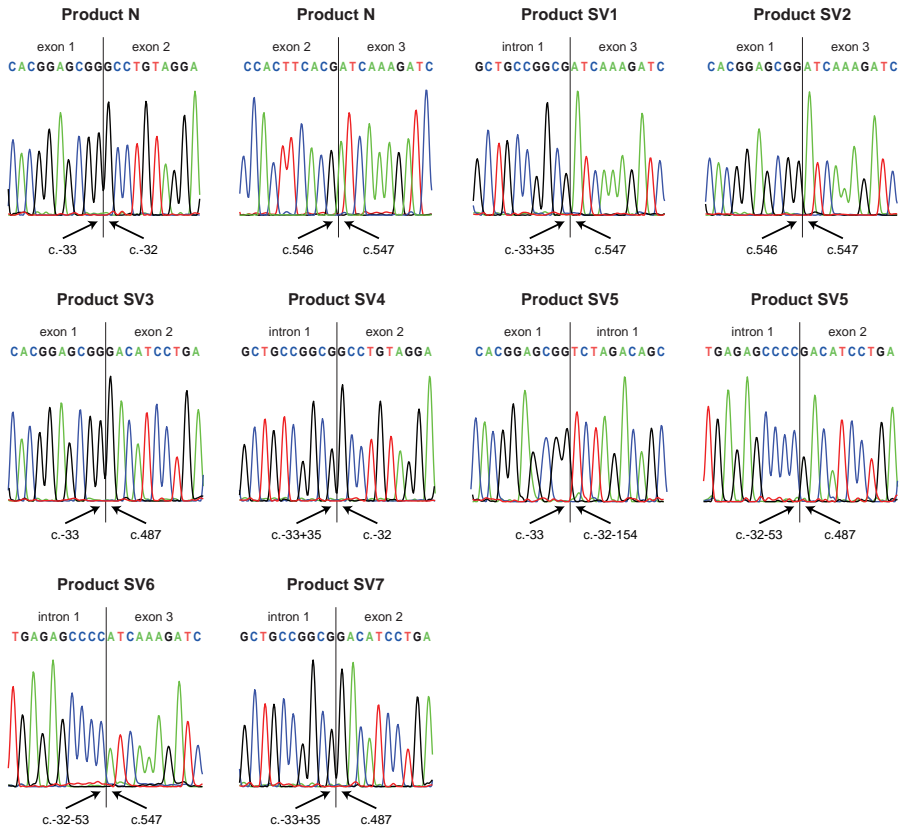 Product N
exon 1 exon 2
CACGGAGCGGGCCTGTAGGA
c.-33 c.-32
Product N
exon 2 exon 3
CCACTTCACGATCAAAGATC
c.546 c.547
Product SV1
intron 1 exon 3
GCTGCCGGCGATCAAAGATC
c.-33+35 c.547
Product SV2
exon 1 exon 3
CACGGAGCGGATCAAAGATC
c.546 c.547
Product SV3
exon 1 exon 2
CACGGAGCGGGACATCCTGA
c.-33 c.487
Product SV4
intron 1 exon 2
GCTGCCGGCGGCCTGTAGGA
c.-33+35 c.-32
Product SV5
exon 1 intron 1
CACGGAGCGGTCTAGACAGC
c.-33 c.-32-154
Product SV5
intron 1 exon 2
TGAGAGCCCCGACATCCTGA
c.-32-53 c.487
Product SV6
intron 1 exon 3
TGAGAGCCCCATCAAAGATC
c.-32-53 c.547
Product SV7
intron 1 exon 2
GCTGCCGGCGGACATCCTGA
c.-33+35 c.487